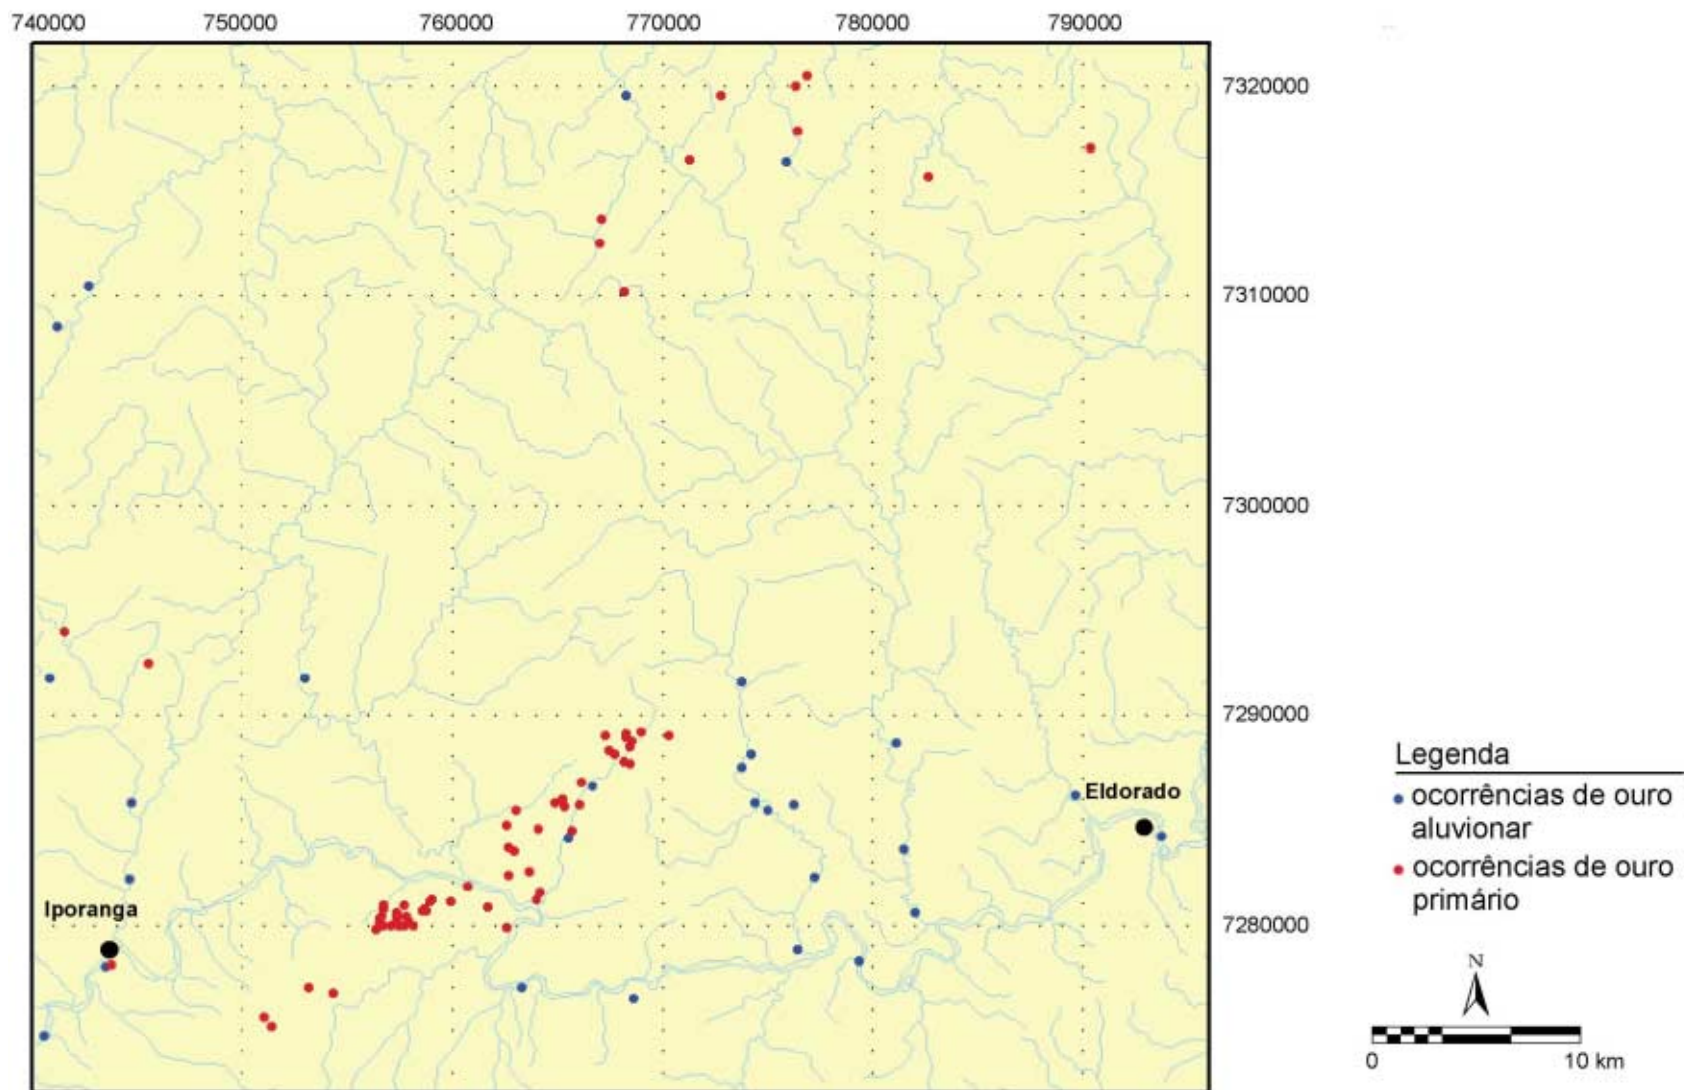 740000 750000 760000 770000 780000 790000
7320000
7310000
7300000
7290000
Eldorado
Iporanga
7280000
Legenda
ocorrências de ouro
aluvionar
ocorrências de ouro
primário
N
0 10 km